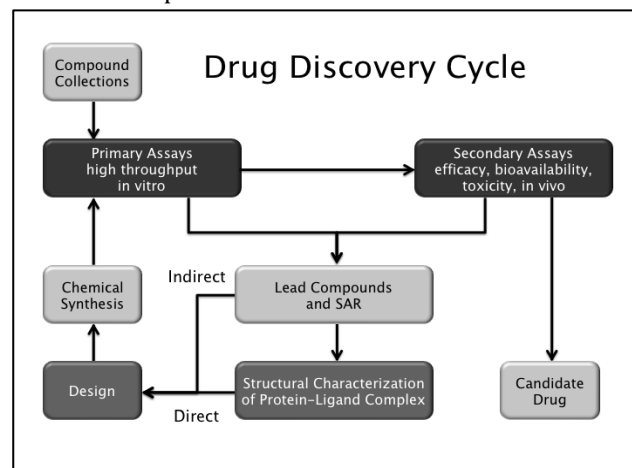 Compound
Collections
Drug Discovery Cycle
Primary Assays
high throughput
in vitro
Secondary Assays
efficacy, bioavailability,
toxicity, in vivo
Chemical
Synthesis
Indirect
Lead Compounds
and SAR
Design
Direct
Structural Characterization
of Protein-Ligand Complex
Candidate
Drug